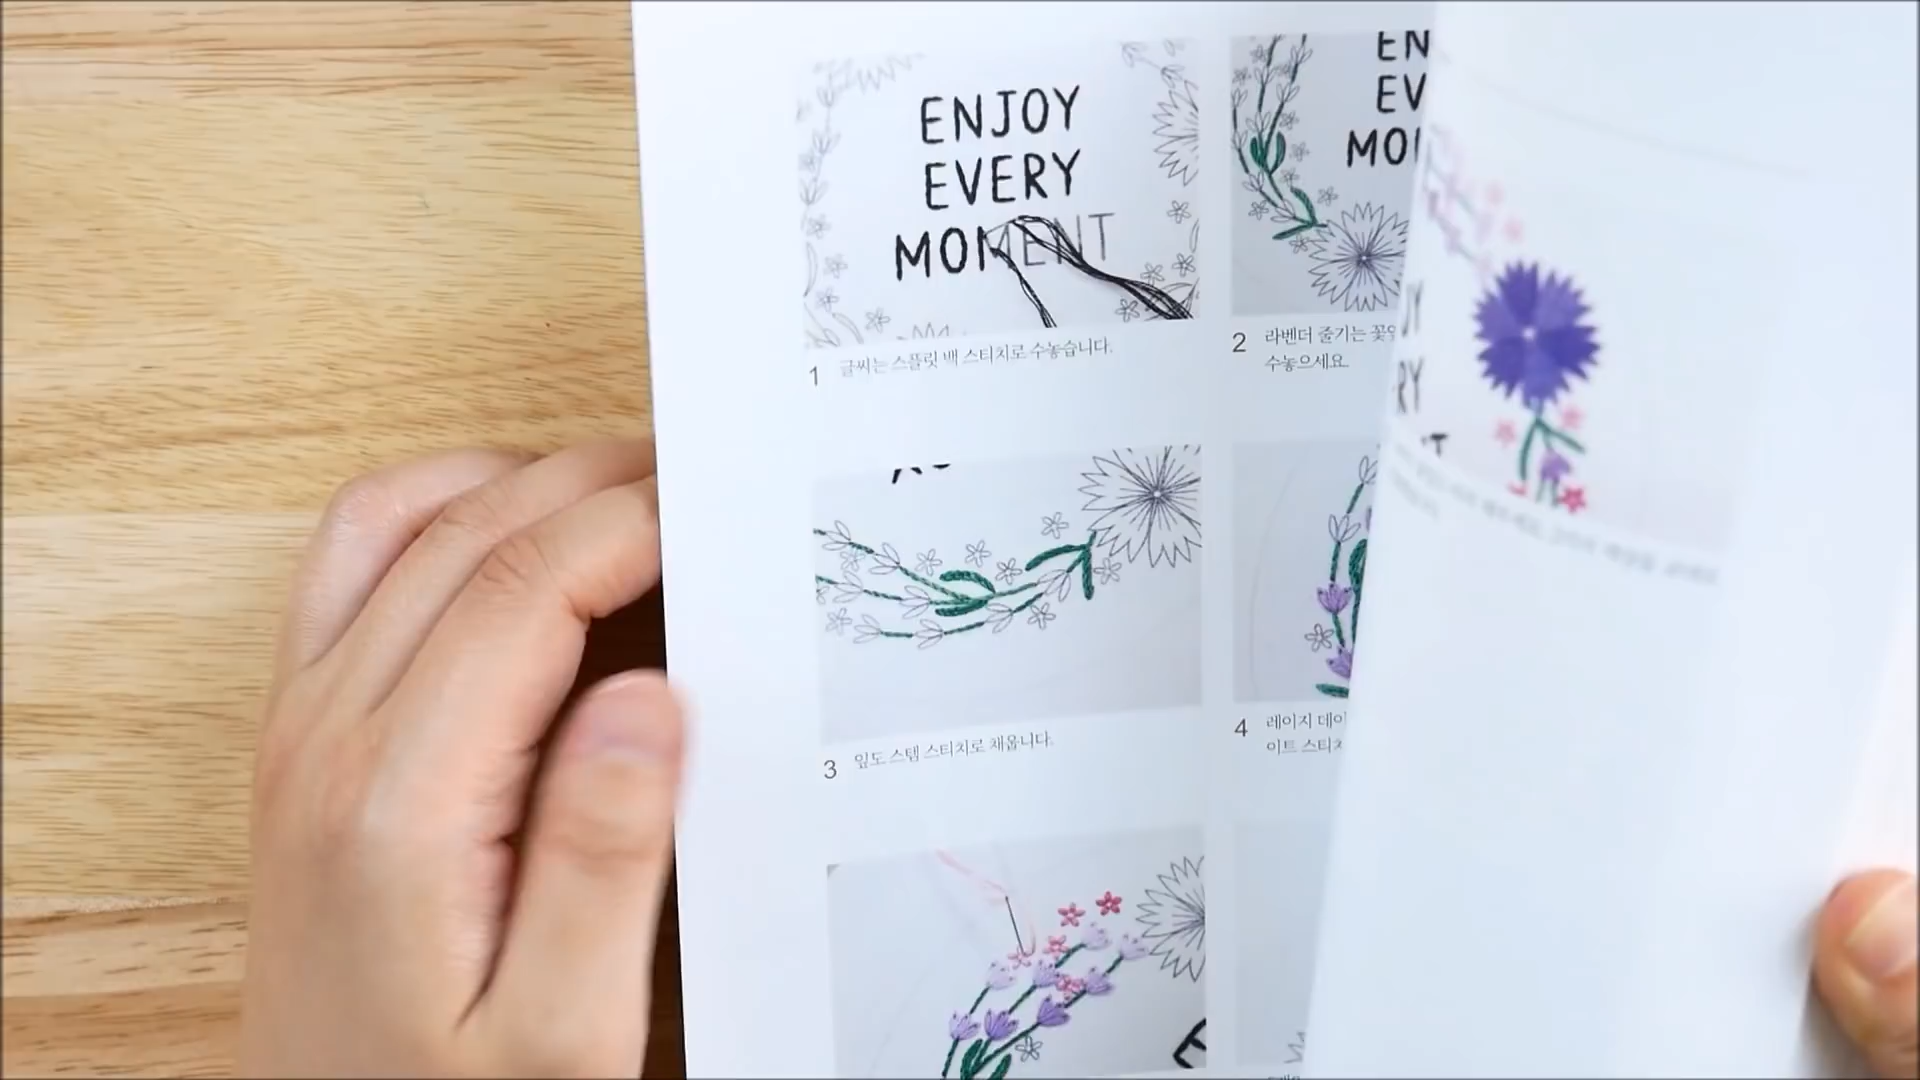 ENJOY
EVERY
MOMENT
EN
EV
MO
1 글씨는 스플릿 백 스티치로 수놓습니다.
2 라벤더 줄기는
수놓으세요.
3 잎도 스템 스티치로 채웁니다.
4 레이지 데이
이트 스티치
JY
RY
T
E